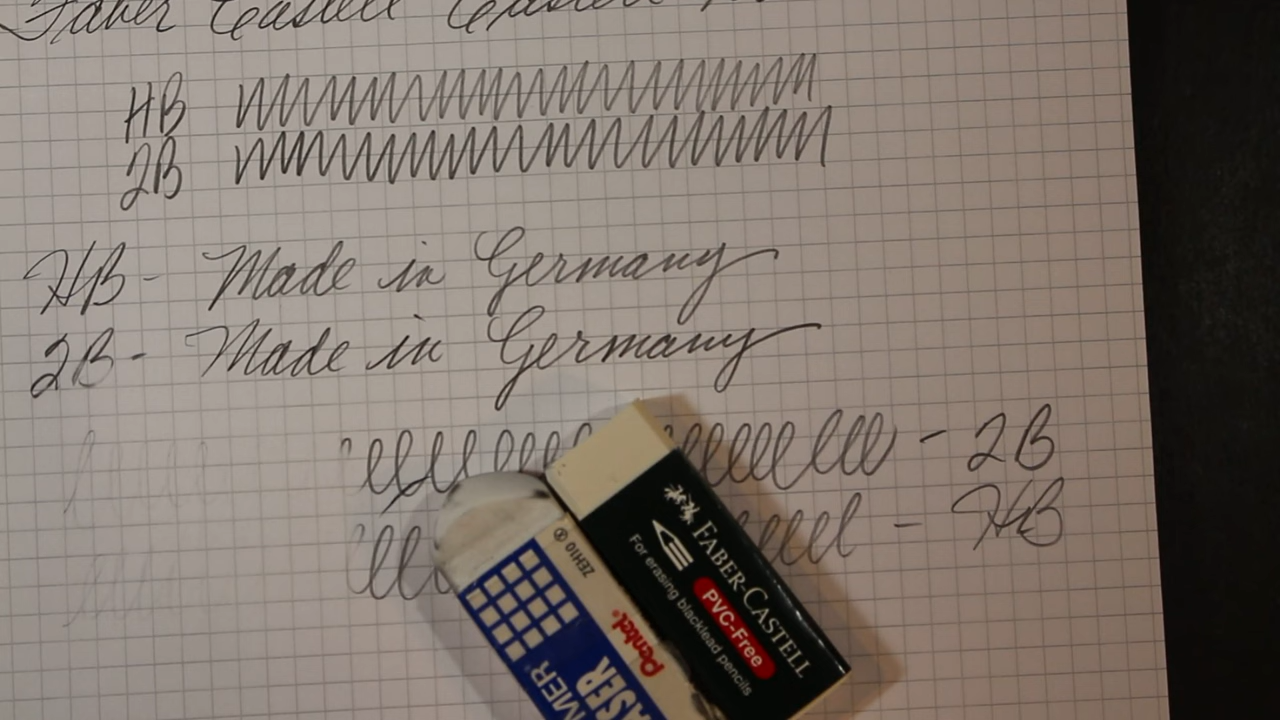 Faber Castell Castell
HB
2B
HB - Made in Germany
2B - Made in Germany
- 2B
- HB
FABER-CASTELL
PVC-Free
For erasing blacklead pencils
ZEH10
Pentel